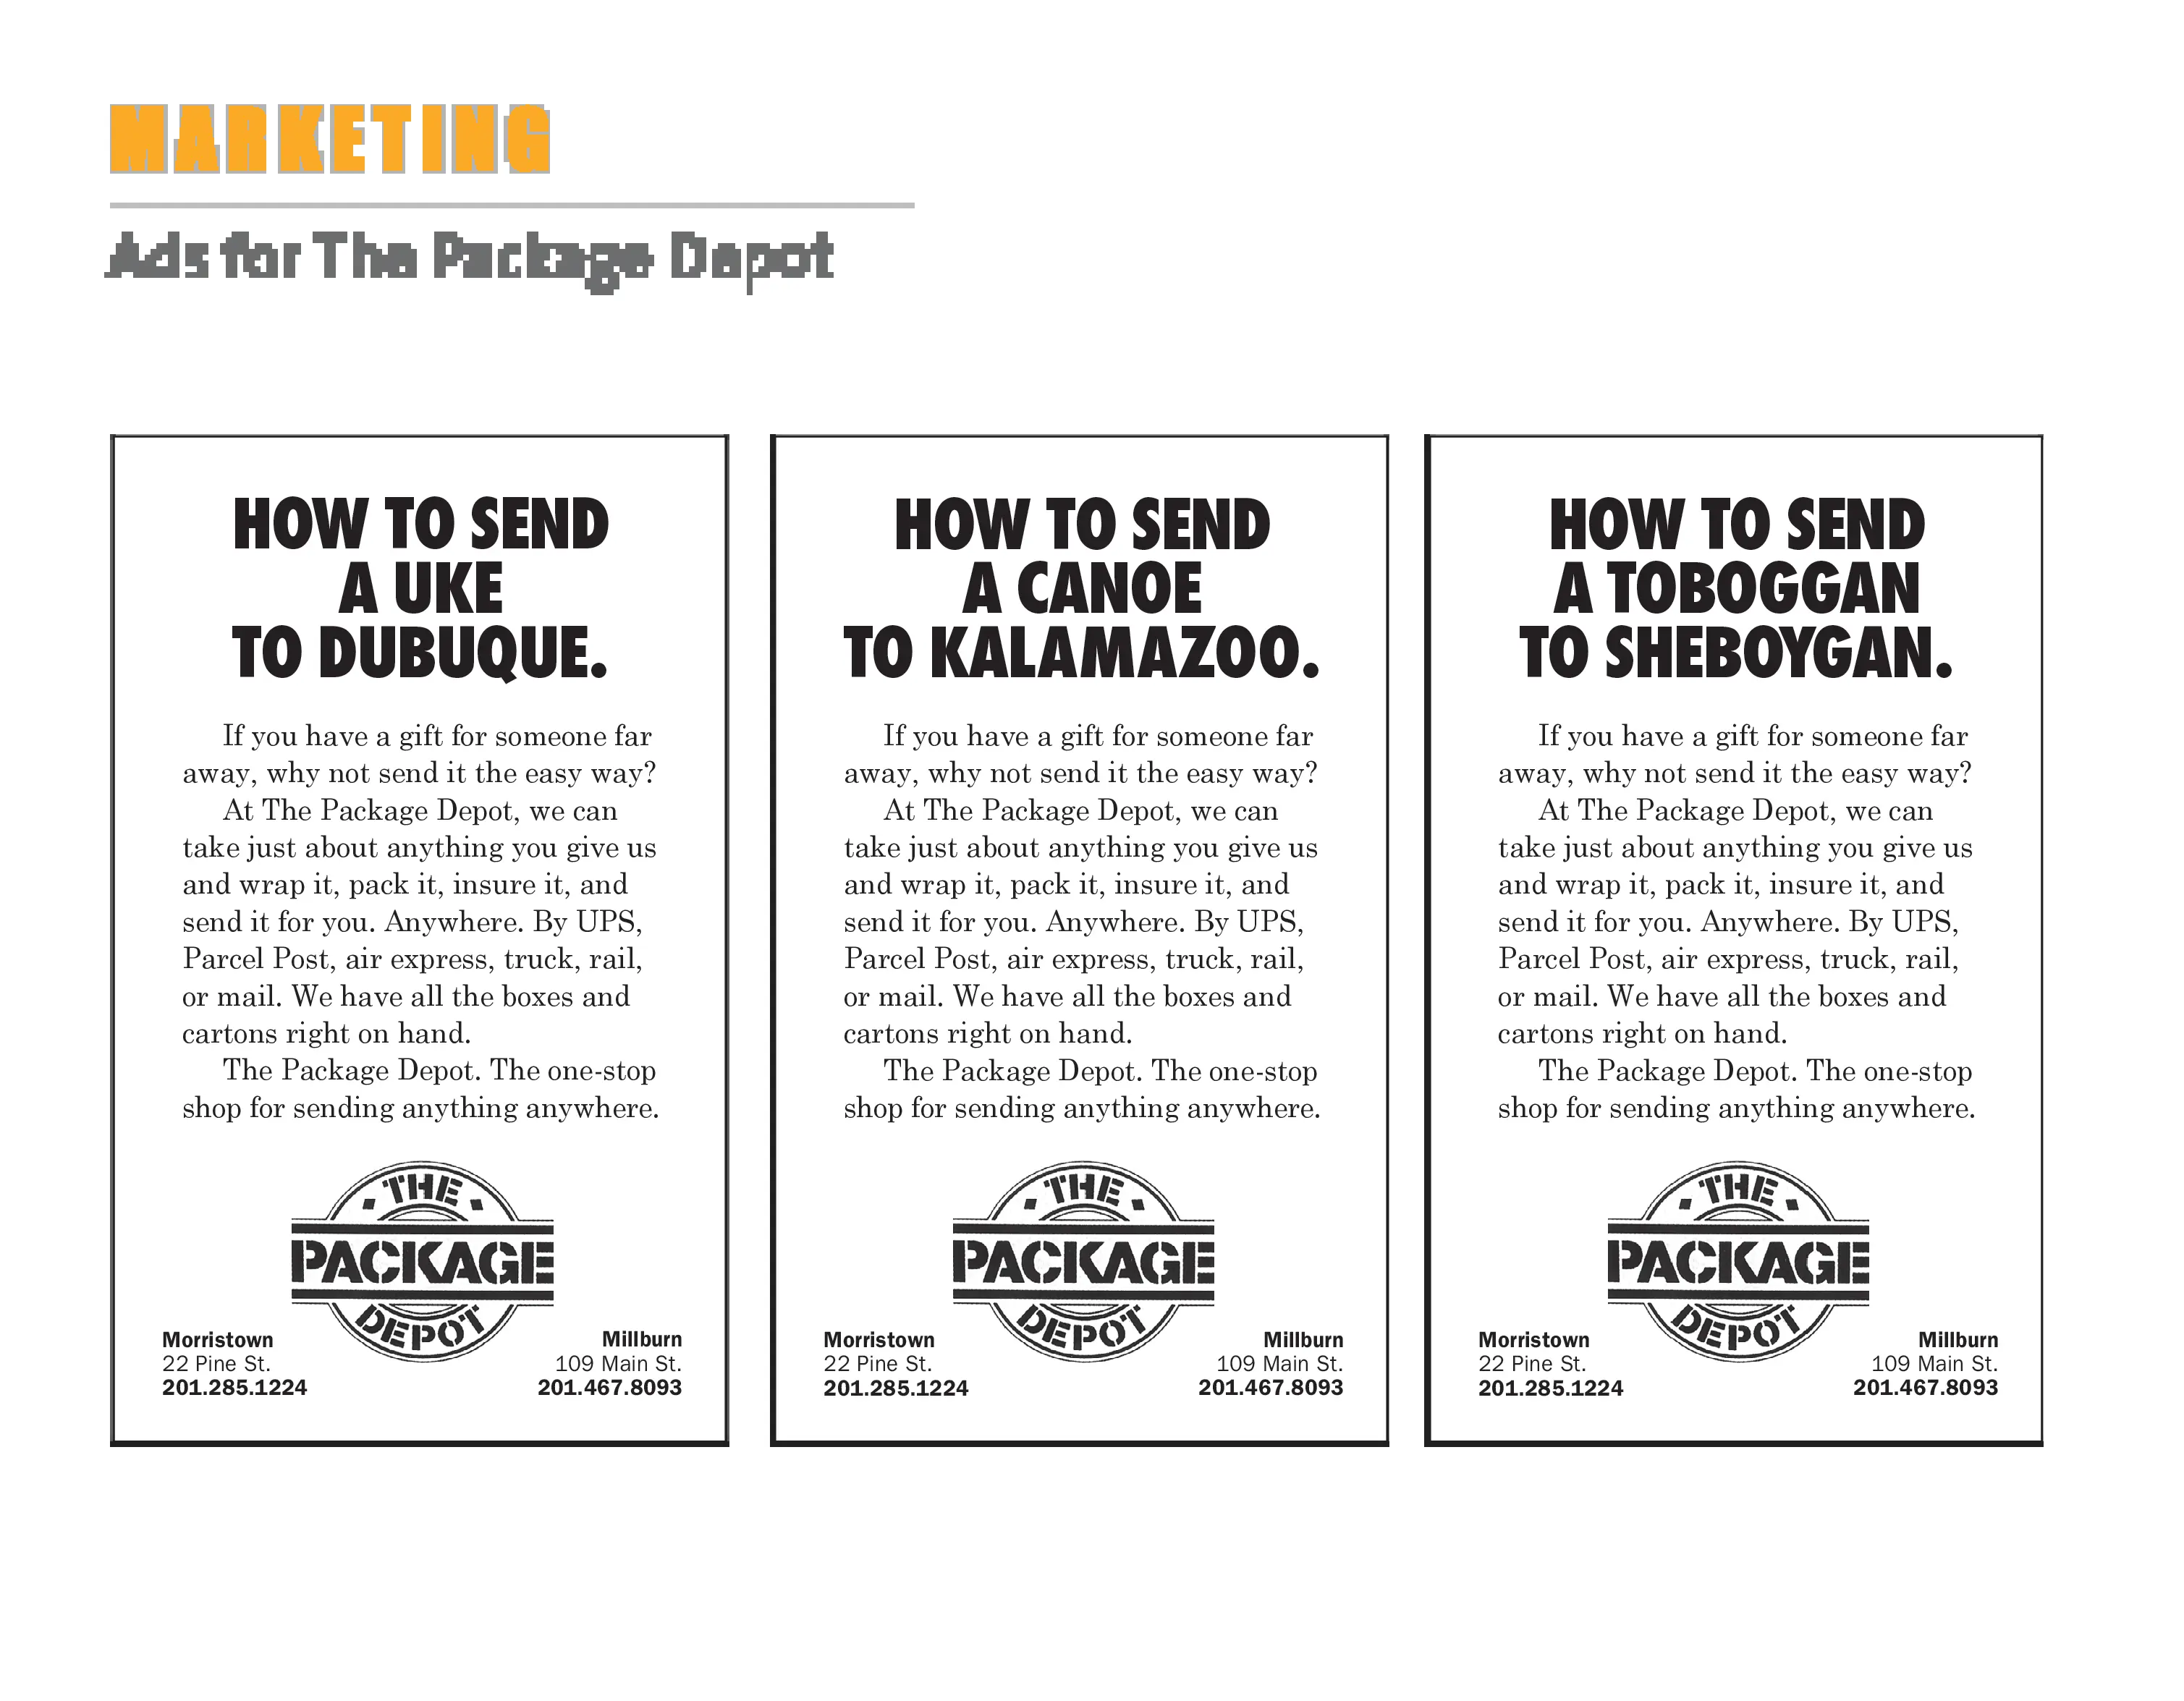 MARKETING
Ads for The Package Depot
HOW TO SEND
A UKE
TO DUBUQUE.
If you have a gift for someone far
away, why not send it the easy way?
At The Package Depot, we can
take just about anything you give us
and wrap it, pack it, insure it, and
send it for you. Anywhere. By UPS,
Parcel Post, air express, truck, rail,
or mail. We have all the boxes and
cartons right on hand.
The Package Depot. The one-stop
shop for sending anything anywhere.
THE
PACKAGE
DEPOT
Morristown
22 Pine St.
201.285.1224
Millburn
109 Main St.
201.467.8093
HOW TO SEND
A CANOE
TO KALAMAZOO.
If you have a gift for someone far
away, why not send it the easy way?
At The Package Depot, we can
take just about anything you give us
and wrap it, pack it, insure it, and
send it for you. Anywhere. By UPS,
Parcel Post, air express, truck, rail,
or mail. We have all the boxes and
cartons right on hand.
The Package Depot. The one-stop
shop for sending anything anywhere.
THE
PACKAGE
DEPOT
Morristown
22 Pine St.
201.285.1224
Millburn
109 Main St.
201.467.8093
HOW TO SEND
A TOBOGGAN
TO SHEBOYGAN.
If you have a gift for someone far
away, why not send it the easy way?
At The Package Depot, we can
take just about anything you give us
and wrap it, pack it, insure it, and
send it for you. Anywhere. By UPS,
Parcel Post, air express, truck, rail,
or mail. We have all the boxes and
cartons right on hand.
The Package Depot. The one-stop
shop for sending anything anywhere.
THE
PACKAGE
DEPOT
Morristown
22 Pine St.
201.285.1224
Millburn
109 Main St.
201.467.8093